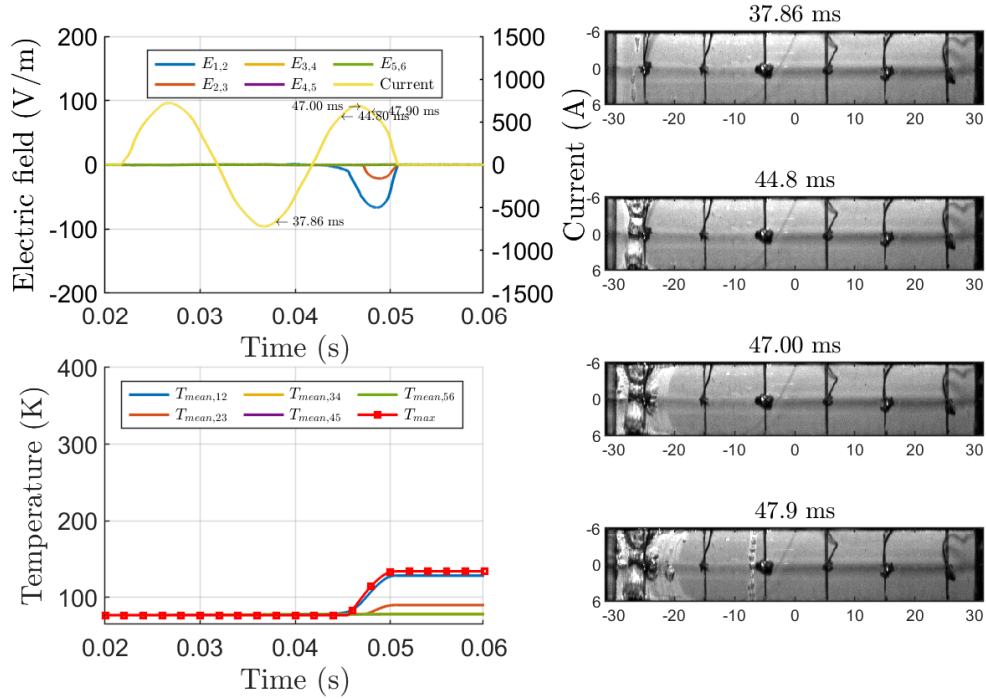 200
100
0
-100
-200
Electric field (V/m)
E1,2 E3,4 E5,6
E2,3 E4,5 Current
47.00 ms →
← 44.80 ms
← 47.90 ms
← 37.86 ms
1500
1000
500
0
-500
-1000
-1500
Current (A)
0.02 0.03 0.04 0.05 0.06
Time (s)
400
300
200
100
Temperature (K)
Tmean,12 Tmean,34 Tmean,56
Tmean,23 Tmean,45 Tmax
0.02 0.03 0.04 0.05 0.06
Time (s)
37.86 ms
-6
0
6
-30 -20 -10 0 10 20 30
44.8 ms
-6
0
6
-30 -20 -10 0 10 20 30
47.00 ms
-6
0
6
-30 -20 -10 0 10 20 30
47.9 ms
-6
0
6
-30 -20 -10 0 10 20 30